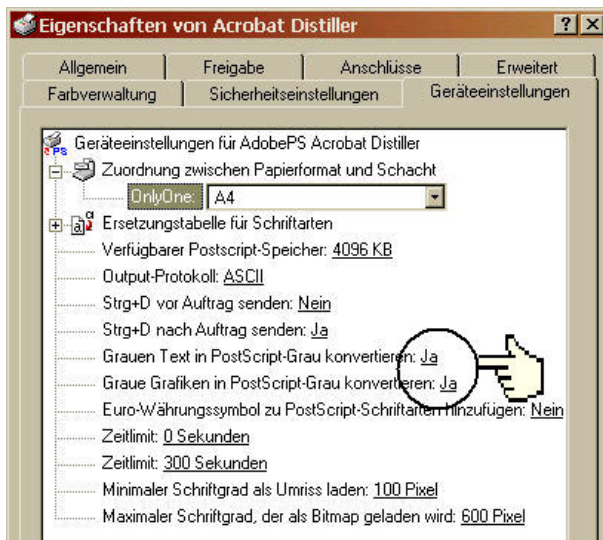 Eigenschaften von Acrobat Distiller ? X
Allgemein Freigabe Anschlüsse Erweitert
Farbverwaltung Sicherheitseinstellungen Geräteeinstellungen
PS Geräteeinstellungen für AdobePS Acrobat Distiller
Zuordnung zwischen Papierformat und Schacht
OnlyOne: A4
Ersetzungstabelle für Schriftarten
Verfügbarer Postscript-Speicher: 4096 KB
Output-Protokoll: ASCII
Strg+D vor Auftrag senden: Nein
Strg+D nach Auftrag senden: Ja
Grauen Text in PostScript-Grau konvertieren: Ja
Graue Grafiken in PostScript-Grau konvertieren: Ja
Euro-Währungssymbol zu PostScript-Schriftarten hinzufügen: Nein
Zeitlimit: 0 Sekunden
Zeitlimit: 300 Sekunden
Minimaler Schriftgrad als Umriss laden: 100 Pixel
Maximaler Schriftgrad, der als Bitmap geladen wird: 600 Pixel